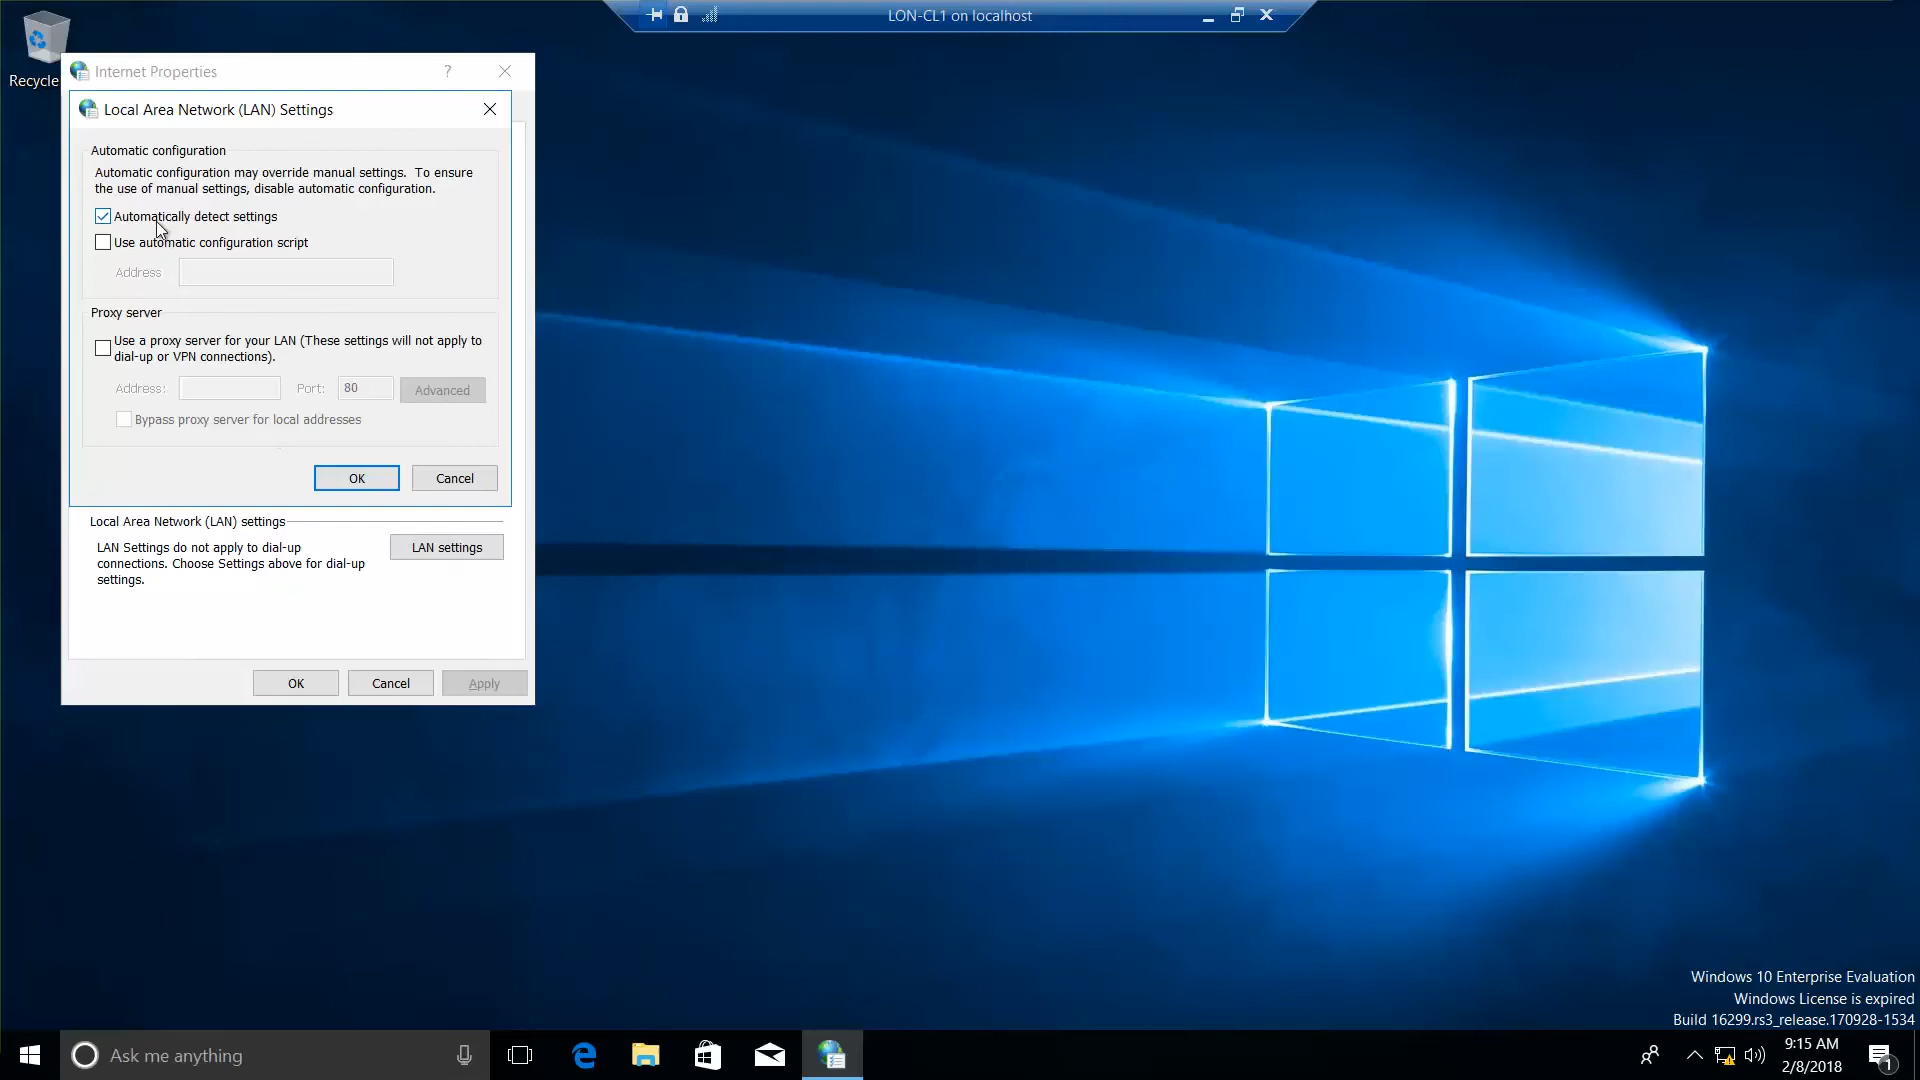 LON-CL1 on localhost
Recycle
Internet Properties
?
Local Area Network (LAN) Settings
Automatic configuration
Automatic configuration may override manual settings. To ensure
the use of manual settings, disable automatic configuration.
Automatically detect settings
Use automatic configuration script
Address
Proxy server
Use a proxy server for your LAN (These settings will not apply to
dial-up or VPN connections).
Address: Port: 80 Advanced
Bypass proxy server for local addresses
OK Cancel
Local Area Network (LAN) settings
LAN Settings do not apply to dial-up
connections. Choose Settings above for dial-up
settings.
LAN settings
OK Cancel Apply
Windows 10 Enterprise Evaluation
Windows License is expired
Build 16299.rs3_release.170928-1534
Ask me anything
9:15 AM
2/8/2018
1